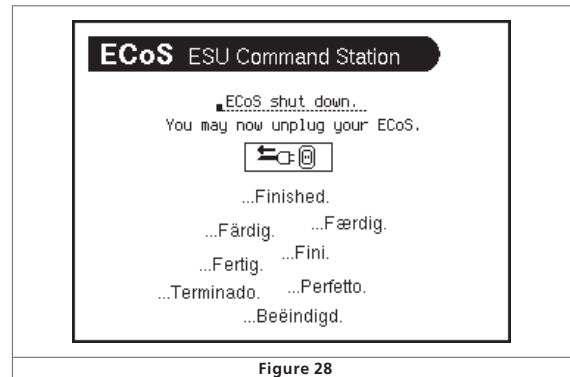 ECoS ESU Command Station
ECoS shut down.
You may now unplug your ECoS.
...Finished.
...Färdig. ...Færdig.
...Fertig. ...Fini.
...Terminado. ...Perfetto.
...Beëindigd.
Figure 28